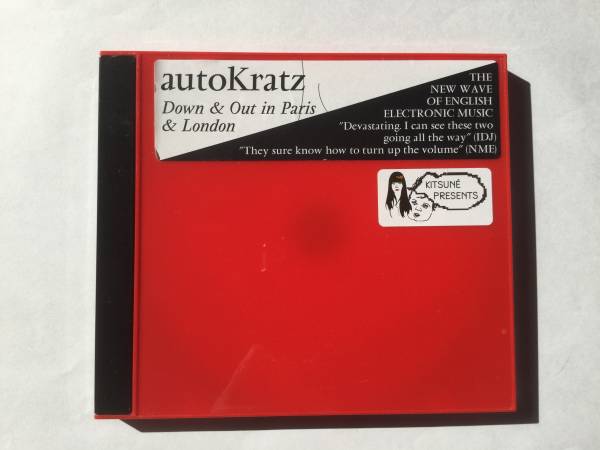 autoKratz
Down & Out in Paris
& London
THE
NEW WAVE
OF ENGLISH
ELECTRONIC MUSIC
"Devastating. I can see these two
going all the way" (IDJ)
"They sure know how to turn up the volume" (NME)
KITSUNÉ
PRESENTS